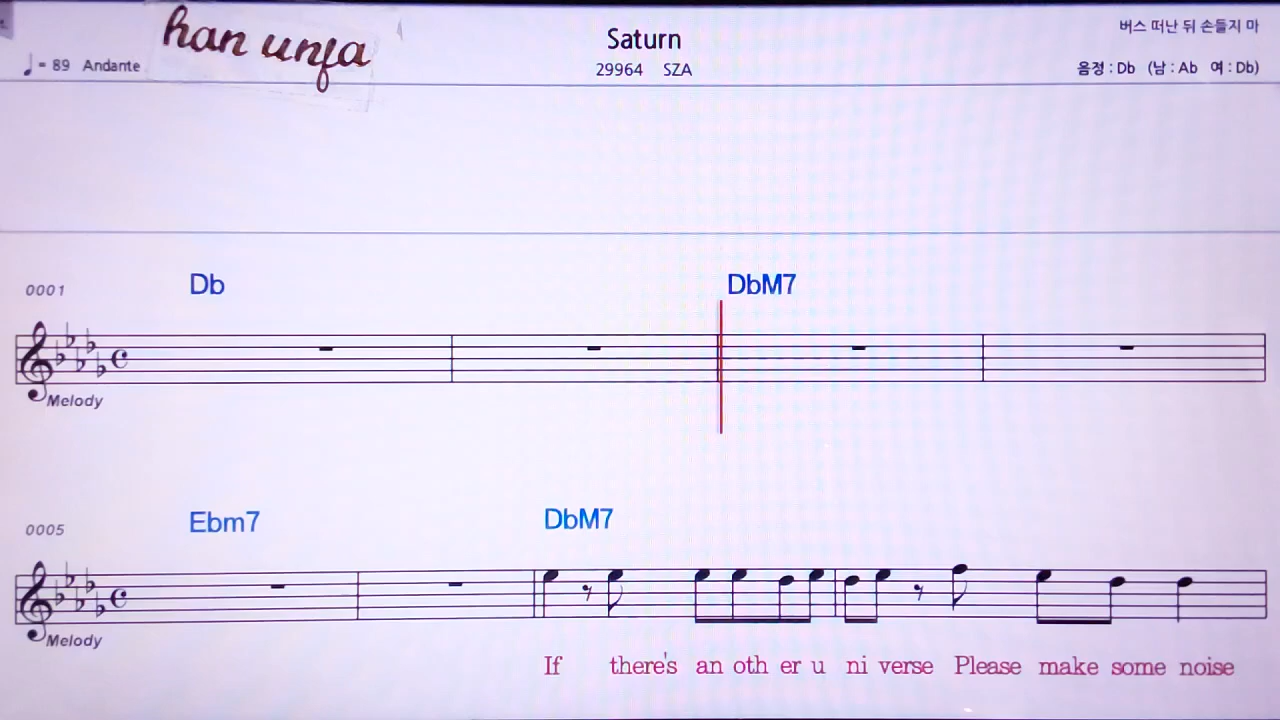 han unfa
Saturn
버스 떠난 뒤 손들지 마
♩ = 89 Andante
29964 SZA
음정 : Db (남 : Ab 여 : Db)
Db DbM7
0001
Melody
Ebm7 DbM7
0005
Melody
If there's an oth er u ni verse Please make some noise